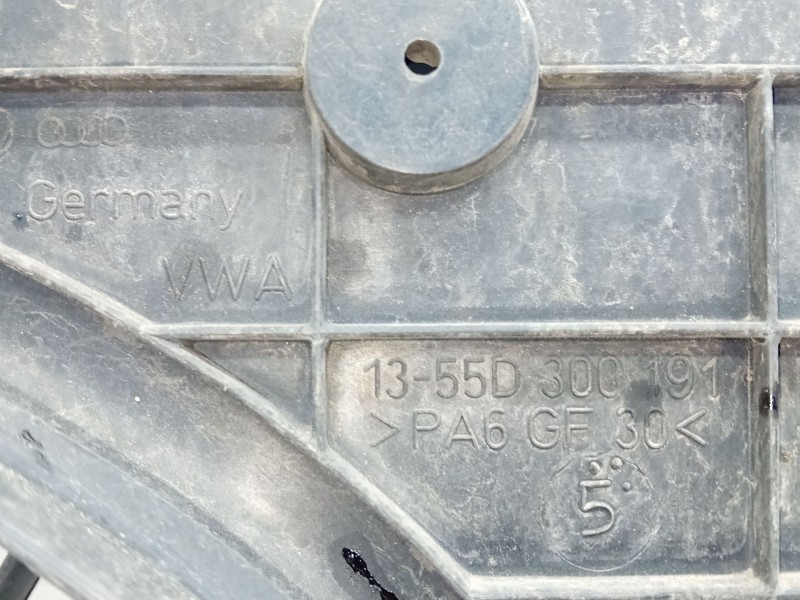 Germany
VWA
13-55D 300 191
>PA6 GF 30<
5